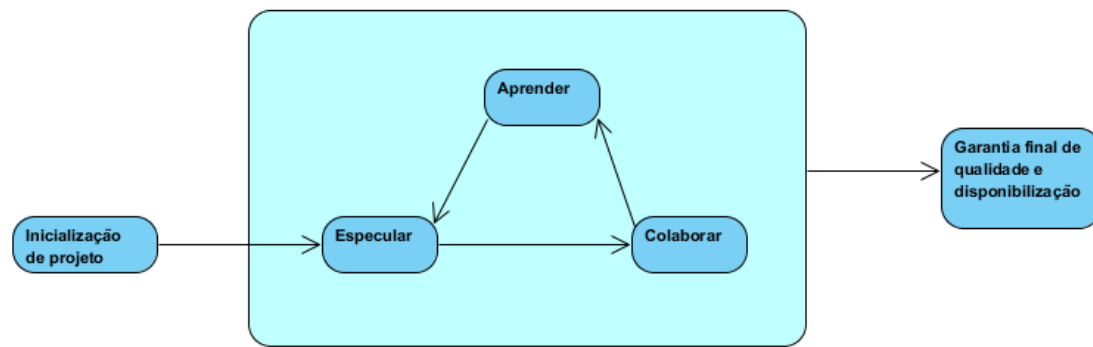 Inicialização
de projeto
Especular
Aprender
Colaborar
Garantia final de
qualidade e
disponibilização